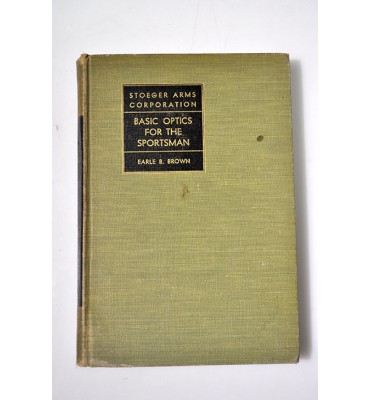 STOEGER ARMS
CORPORATION
BASIC OPTICS
FOR THE
SPORTSMAN
EARLE B. BROWN